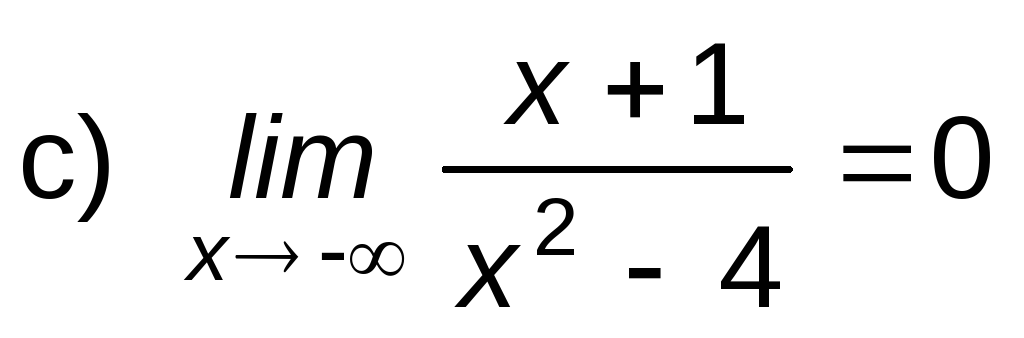 c) lim x→ -∞ x + 1 / x² - 4 = 0